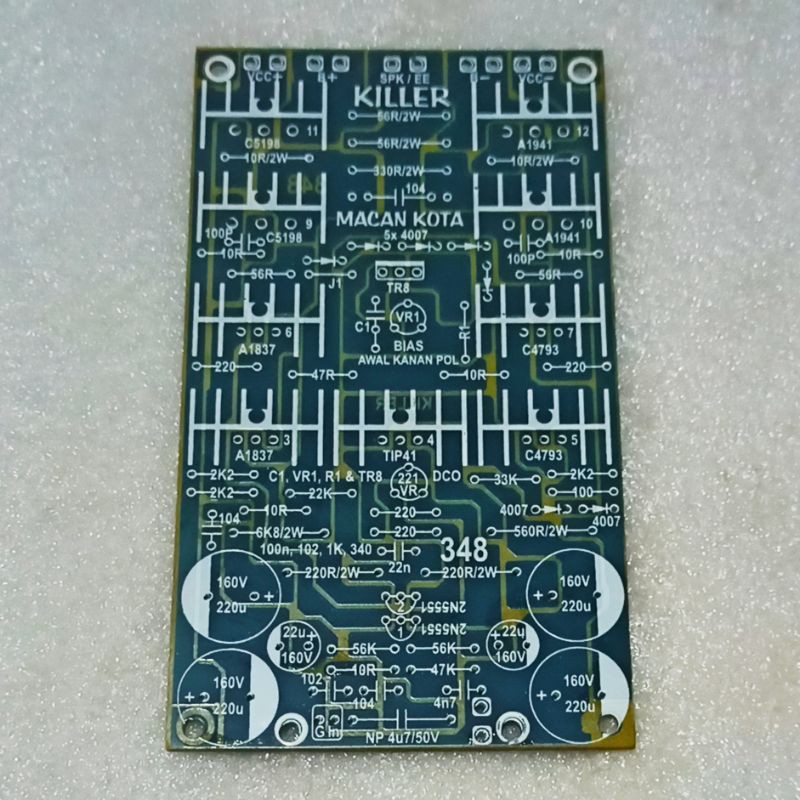 VCC+ B+ SPK / EE B- VCC-
KILLER
56R/2W
11 12
C5198 56R/2W A1941
10R/2W 10R/2W
330R/2W
104
MACAN KOTA
9 10
100P C5198 5x 4007 A1941
10R 100P 10R
56R J1 TR8 56R
C1 VR1 R1
6 7
A1837 BIAS C4793
AWAL KANAN POL
220 47R 10R 220
KILLER
3 4 5
A1837 TIP41 C4793
2K2 C1, VR1, R1 & TR8 DCO 2K2
221
VR
2K2 22K 33K 100
10R 220 4007 4007
104
6K8/2W 220 560R/2W
100n, 102, 1K, 340 348
22n
220R/2W 220R/2W
160V 160V
220u 2 2N5551 220u
1 2N5551
22u 22u
160V 56K 56K 160V
10R 47K
160V 102 160V
220u 104 4n7 220u
G In NP 4u7/50V